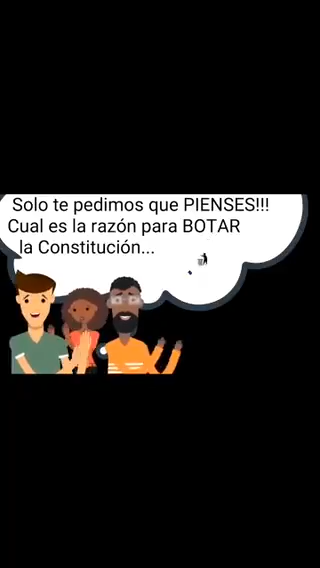 Solo te pedimos que PIENSES!!!
Cual es la razón para BOTAR
la Constitución...